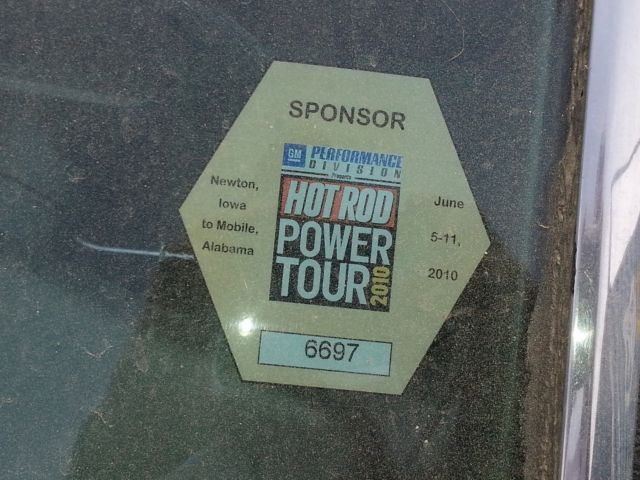 SPONSOR
GM PERFORMANCE
DIVISION
Presents
HOT ROD
POWER
TOUR
2010
Newton,
Iowa
to Mobile,
Alabama
June
5-11,
2010
6697